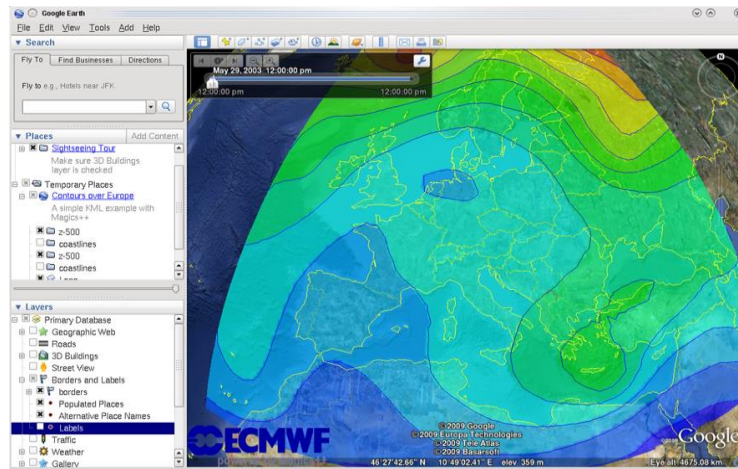 Google Earth
File Edit View Tools Add Help
Search
Fly To Find Businesses Directions
Fly to e.g., Hotels near JFK
Places Add Content
Sightseeing Tour
Make sure 3D Buildings
layer is checked
Temporary Places
Contours over Europe
A simple KML example with
Magics++
z-500
coastlines
z-500
coastlines
Layers
Primary Database
Geographic Web
Roads
3D Buildings
Street View
Borders and Labels
borders
Populated Places
Alternative Place Names
Labels
Traffic
Weather
Gallery
May 29, 2003 12:00:00 pm
12:00:00 pm 12:00:00 pm
N
ECMWF
©2009 Google
©2009 Europa Technologies
©2009 Tele Atlas
©2009 Basarsoft
Google
46°27'42.66" N 10°49'02.41" E elev 359 m Eye alt 4675.08 km